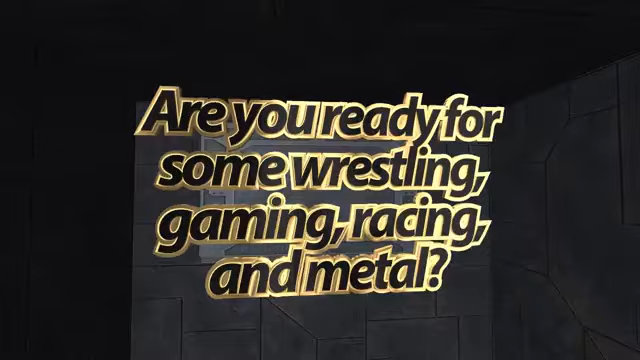 Are you ready for
some wrestling,
gaming, racing,
and metal?